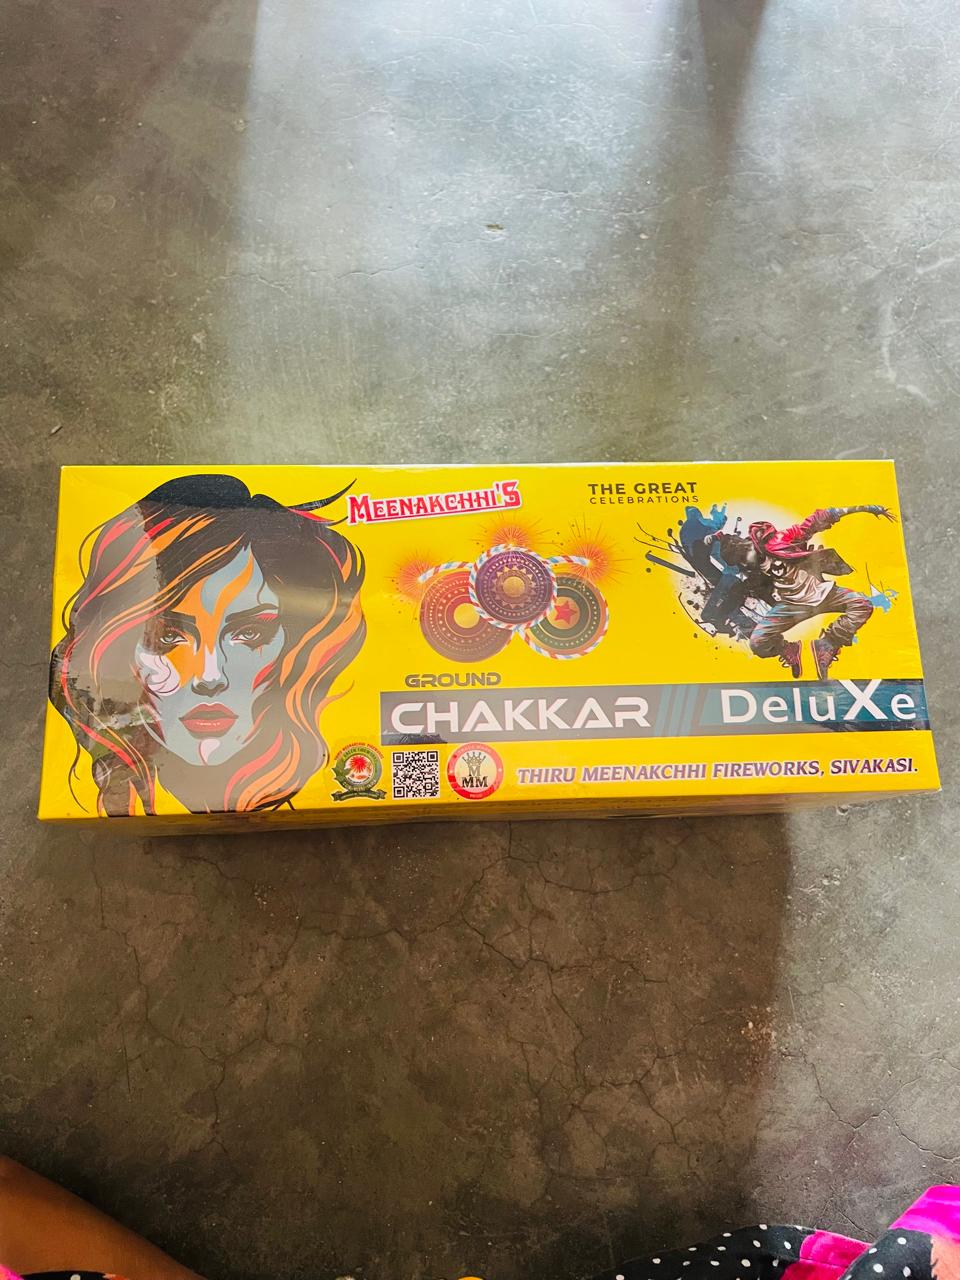 MEENAKCHHI'S
THE GREAT
CELEBRATIONS
GROUND
CHAKKAR DeluXe
MM
THIRU MEENAKCHHI FIREWORKS, SIVAKASI.